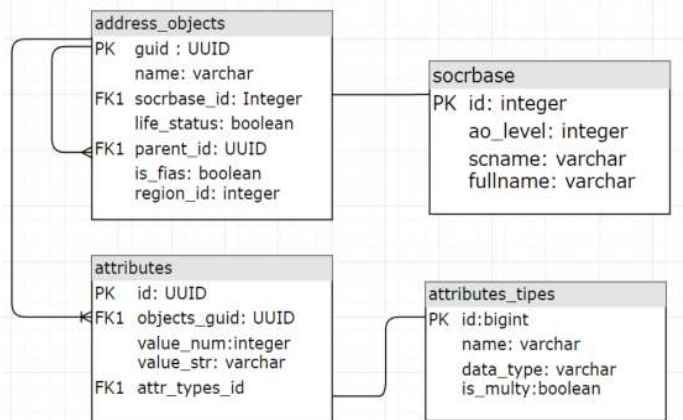 address_objects
PK guid : UUID
name: varchar
FK1 socrbase_id: Integer
life_status: boolean
FK1 parent_id: UUID
is_fias: boolean
region_id: integer
socrbase
PK id: integer
ao_level: integer
scname: varchar
fullname: varchar
attributes
PK id: UUID
FK1 objects_guid: UUID
value_num:integer
value_str: varchar
FK1 attr_types_id
attributes_tipes
PK id:bigint
name: varchar
data_type: varchar
is_multy:boolean